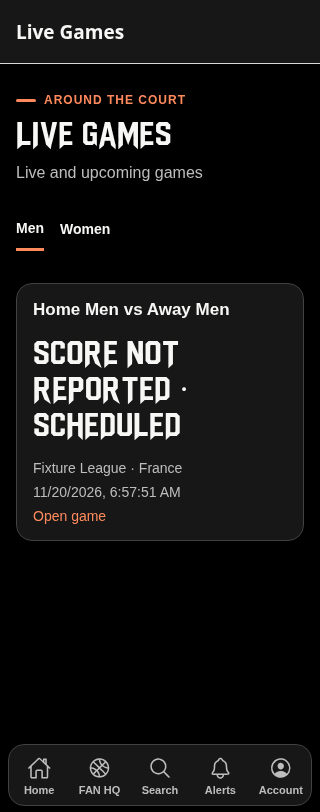 Live Games
AROUND THE COURT
LIVE GAMES
Live and upcoming games
Men
Women
Home Men vs Away Men
SCORE NOT
REPORTED ·
SCHEDULED
Fixture League · France
11/20/2026, 6:57:51 AM
Open game
Home
FAN HQ
Search
Alerts
Account